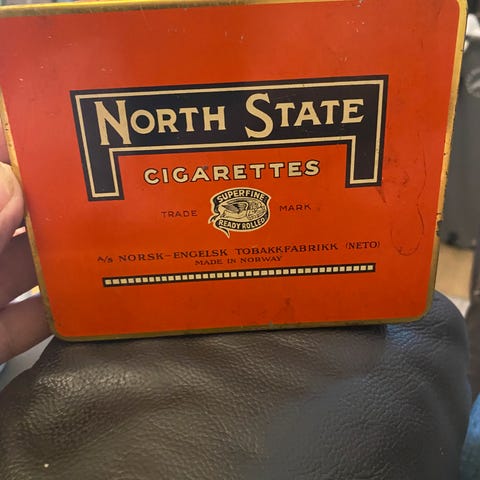 NORTH STATE
CIGARETTES
TRADE MARK
SUPERFINE
READY ROLLED
A/S NORSK-ENGELSK TOBAKKFABRIKK (NETO)
MADE IN NORWAY